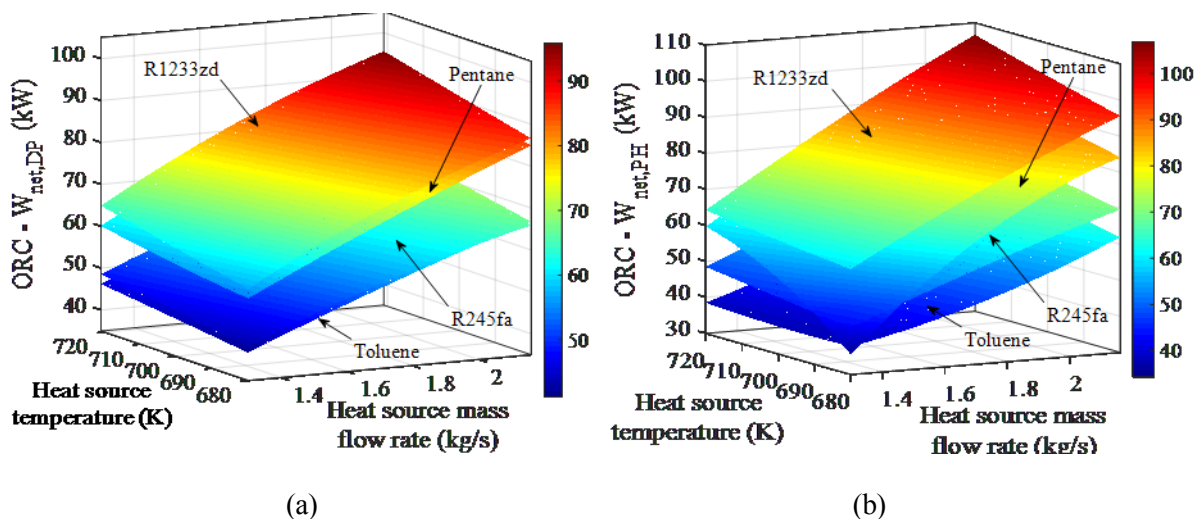 ORC - W_net,DP (kW)
100
90
80
70
60
50
40
R1233zd
Pentane
R245fa
Toluene
90
80
70
60
50
720
710
700
690
680
1.4
1.6
1.8
2
Heat source
temperature (K)
Heat source mass
flow rate (kg/s)
(a)
ORC - W_net,PH (kW)
110
100
90
80
70
60
50
40
30
R1233zd
Pentane
R245fa
Toluene
100
90
80
70
60
50
40
720
710
700
690
680
1.4
1.6
1.8
2
Heat source
temperature (K)
Heat source mass
flow rate (kg/s)
(b)